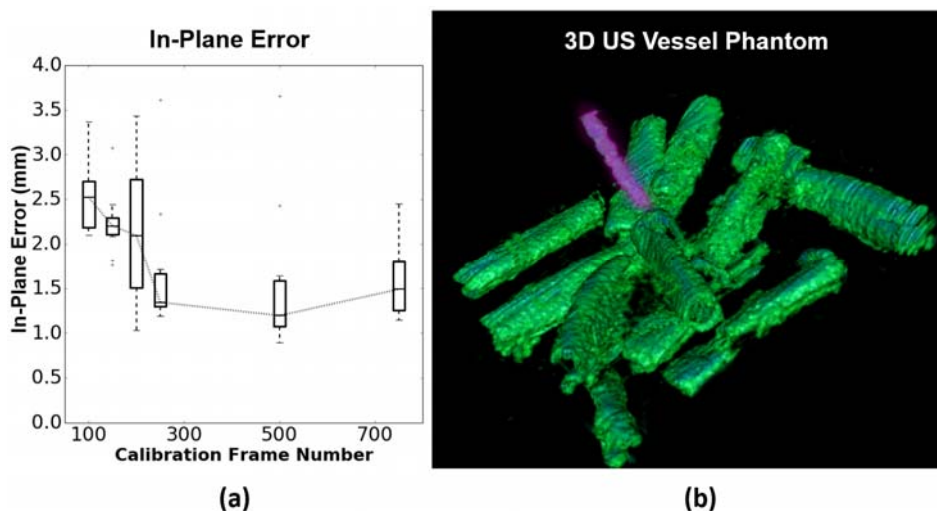 In-Plane Error
4.0
3.5
3.0
2.5
2.0
1.5
1.0
0.5
0.0
In-Plane Error (mm)
100 300 500 700
Calibration Frame Number
(a)
3D US Vessel Phantom
(b)